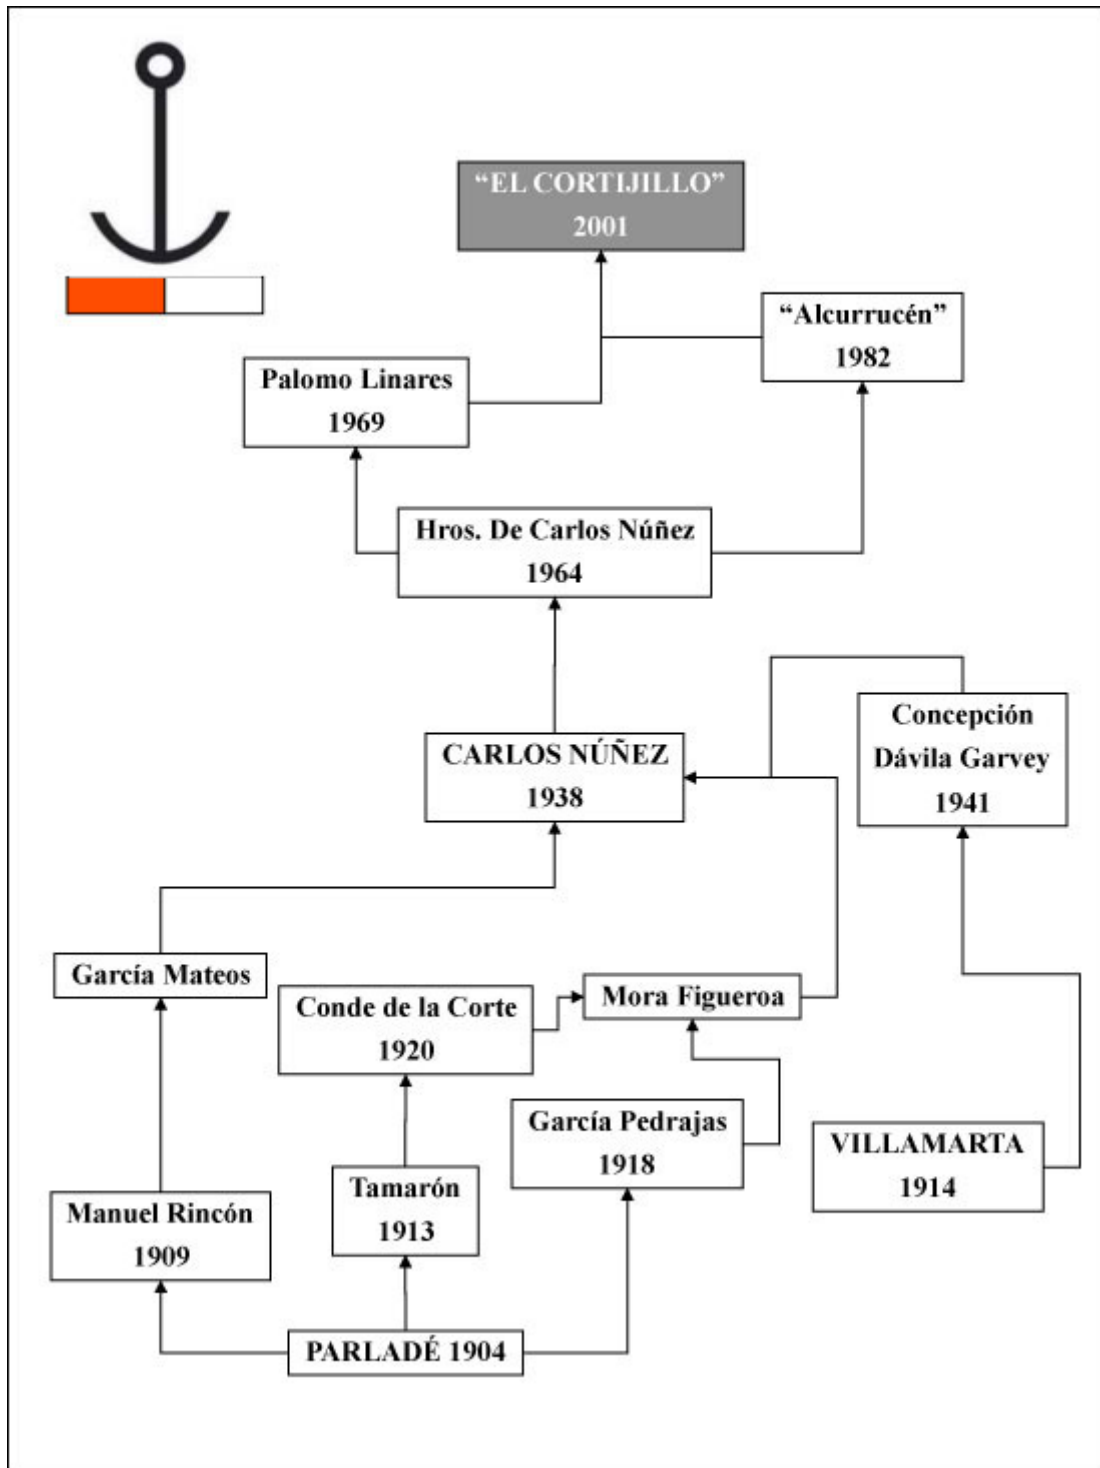 “EL CORTIJILLO”
2001
“Alcurrucén”
1982
Palomo Linares
1969
Hros. De Carlos Núñez
1964
Concepción
Dávila Garvey
1941
CARLOS NÚÑEZ
1938
García Mateos
Conde de la Corte
1920
Mora Figueroa
García Pedrajas
1918
VILLAMARTA
1914
Tamarón
1913
Manuel Rincón
1909
PARLADÉ 1904